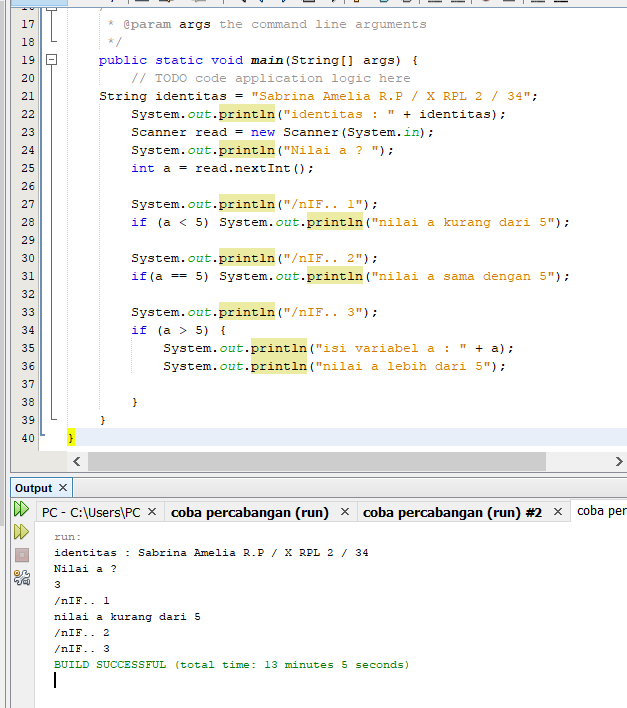 17 * @param args the command line arguments
18 */
19 public static void main(String[] args) {
20 // TODO code application logic here
21 String identitas = "Sabrina Amelia R.P / X RPL 2 / 34";
22 System.out.println("identitas : " + identitas);
23 Scanner read = new Scanner(System.in);
24 System.out.println("Nilai a ? ");
25 int a = read.nextInt();
26
27 System.out.println("/nIF.. 1");
28 if (a < 5) System.out.println("nilai a kurang dari 5");
29
30 System.out.println("/nIF.. 2");
31 if(a == 5) System.out.println("nilai a sama dengan 5");
32
33 System.out.println("/nIF.. 3");
34 if (a > 5) {
35 System.out.println("isi variabel a : " + a);
36 System.out.println("nilai a lebih dari 5");
37
38 }
39 }
40 }
Output ×
PC - C:\Users\PC × coba percabangan (run) × coba percabangan (run) #2 × coba per
run:
identitas : Sabrina Amelia R.P / X RPL 2 / 34
Nilai a ?
3
/nIF.. 1
nilai a kurang dari 5
/nIF.. 2
/nIF.. 3
BUILD SUCCESSFUL (total time: 13 minutes 5 seconds)